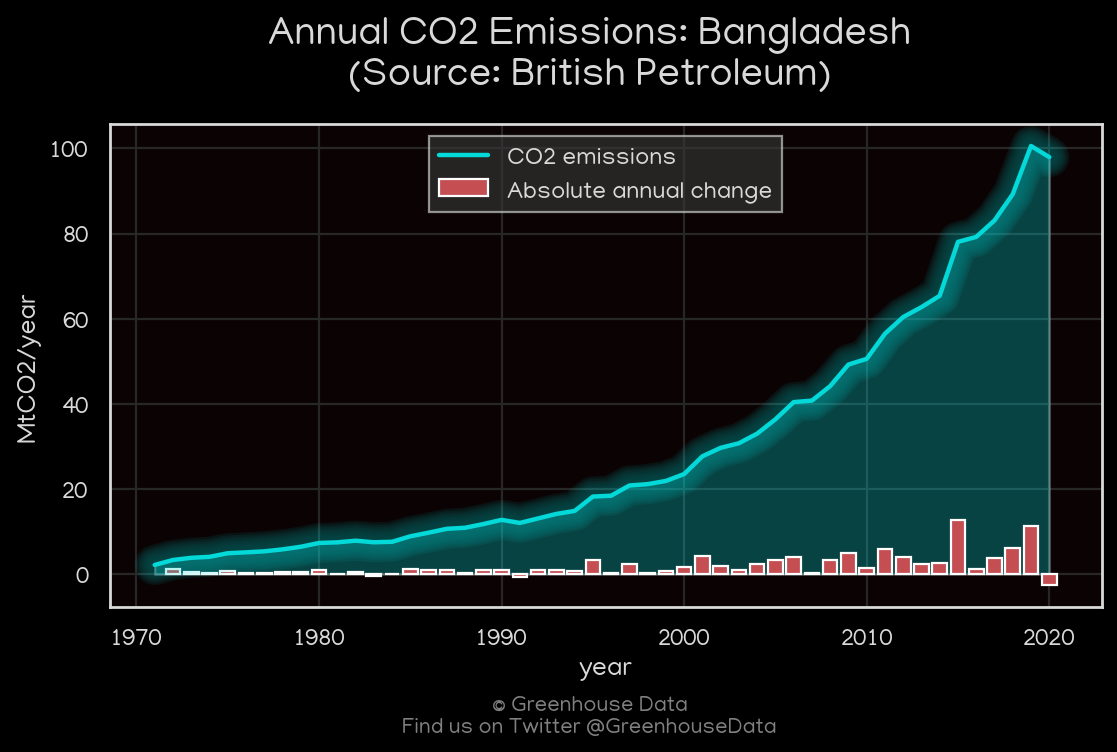 Annual CO2 Emissions: Bangladesh
(Source: British Petroleum)
CO2 emissions
Absolute annual change
100
80
60
40
20
0
MtCO2/year
1970 1980 1990 2000 2010 2020
year
© Greenhouse Data
Find us on Twitter @GreenhouseData